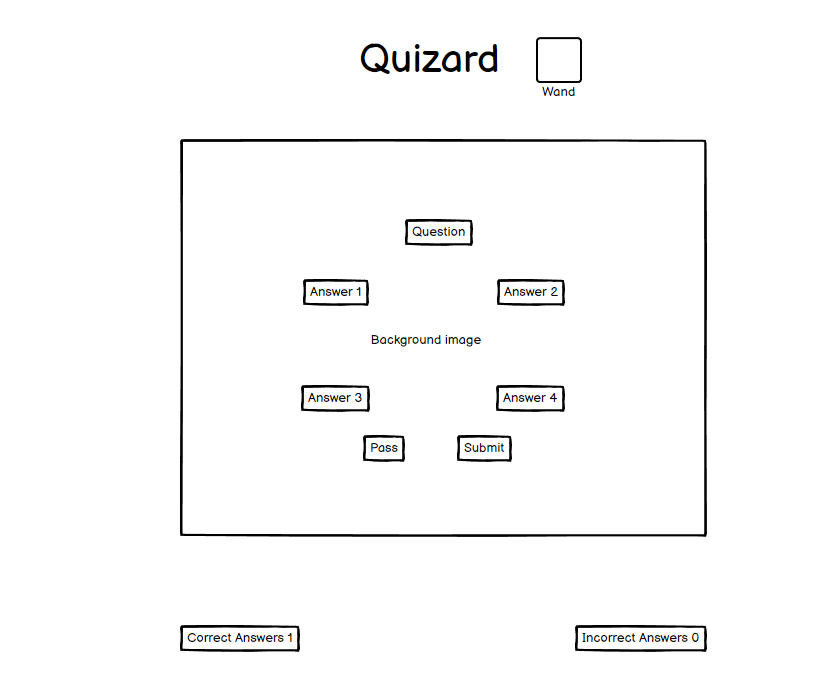 Quizard
Wand
Question
Answer 1
Answer 2
Background image
Answer 3
Answer 4
Pass
Submit
Correct Answers 1
Incorrect Answers 0